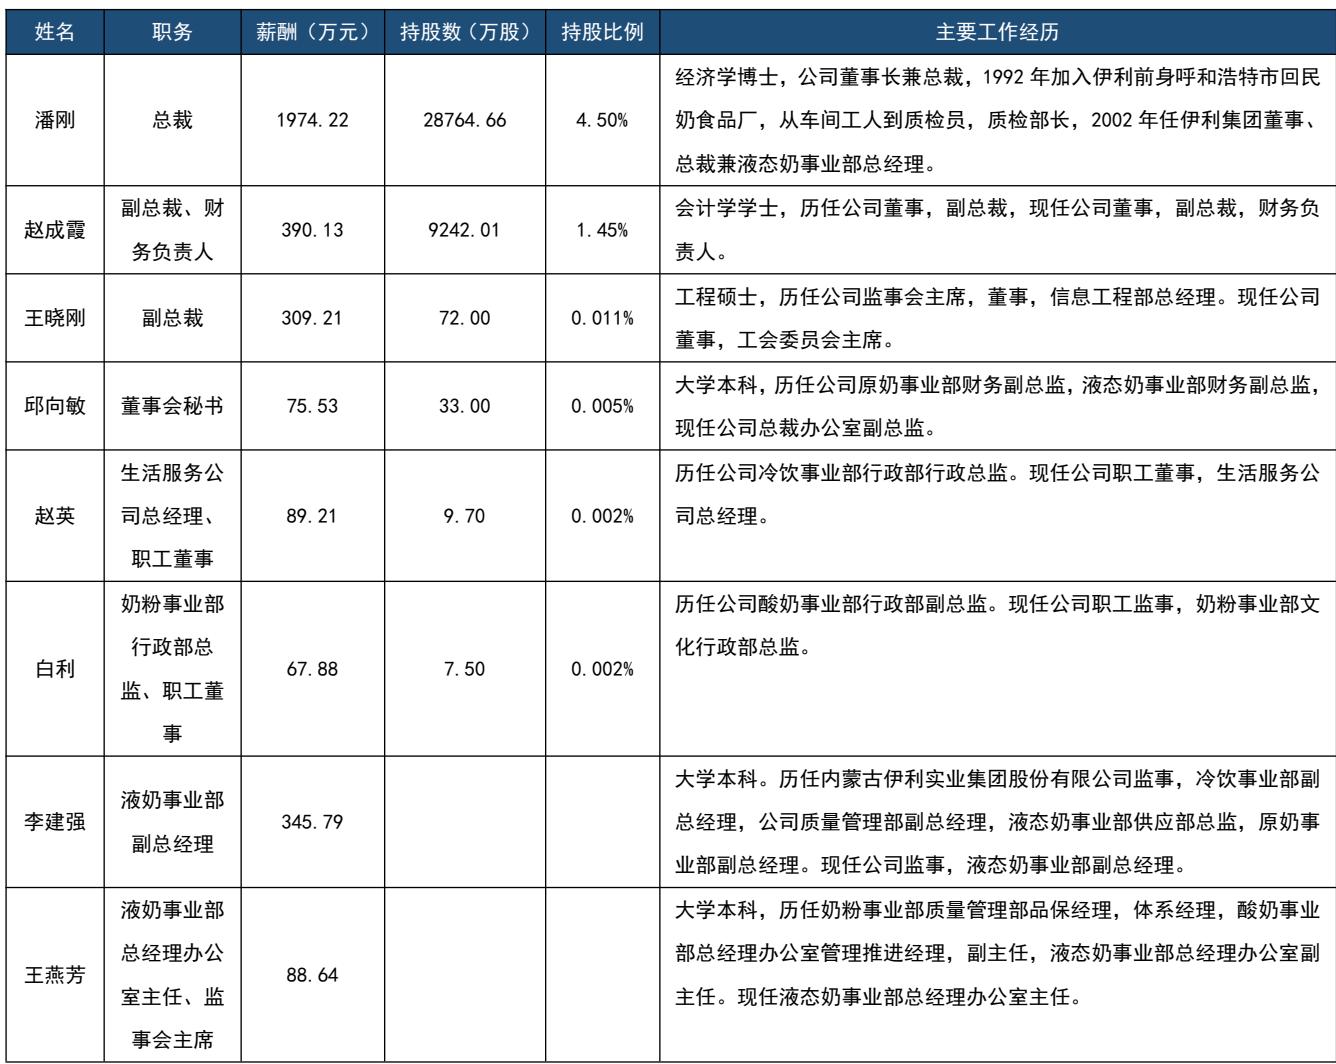 姓名 职务 薪酬（万元） 持股数（万股） 持股比例 主要工作经历
潘刚 总裁 1974.22 28764.66 4.50%
经济学博士，公司董事长兼总裁，1992 年加入伊利前身呼和浩特市回民
奶食品厂，从车间工人到质检员，质检部长，2002 年任伊利集团董事、
总裁兼液态奶事业部总经理。
赵成霞
副总裁、财
务负责人
390.13 9242.01 1.45%
会计学学士，历任公司董事，副总裁，现任公司董事，副总裁，财务负
责人。
王晓刚 副总裁 309.21 72.00 0.011%
工程硕士，历任公司监事会主席，董事，信息工程部总经理。现任公司
董事，工会委员会主席。
邱向敏 董事会秘书 75.53 33.00 0.005%
大学本科，历任公司原奶事业部财务副总监，液态奶事业部财务副总监，
现任公司总裁办公室副总监。
赵英
生活服务公
司总经理、
职工董事
89.21 9.70 0.002%
历任公司冷饮事业部行政部行政总监。现任公司职工董事，生活服务公
司总经理。
白利
奶粉事业部
行政部总
监、职工董
事
67.88 7.50 0.002%
历任公司酸奶事业部行政部副总监。现任公司职工监事，奶粉事业部文
化行政部总监。
李建强
液奶事业部
副总经理
345.79
大学本科。历任内蒙古伊利实业集团股份有限公司监事，冷饮事业部副
总经理，公司质量管理部副总经理，液态奶事业部供应部总监，原奶事
业部副总经理。现任公司监事，液态奶事业部副总经理。
王燕芳
液奶事业部
总经理办公
室主任、监
事会主席
88.64
大学本科，历任奶粉事业部质量管理部品保经理，体系经理，酸奶事业
部总经理办公室管理推进经理，副主任，液态奶事业部总经理办公室副
主任。现任液态奶事业部总经理办公室主任。